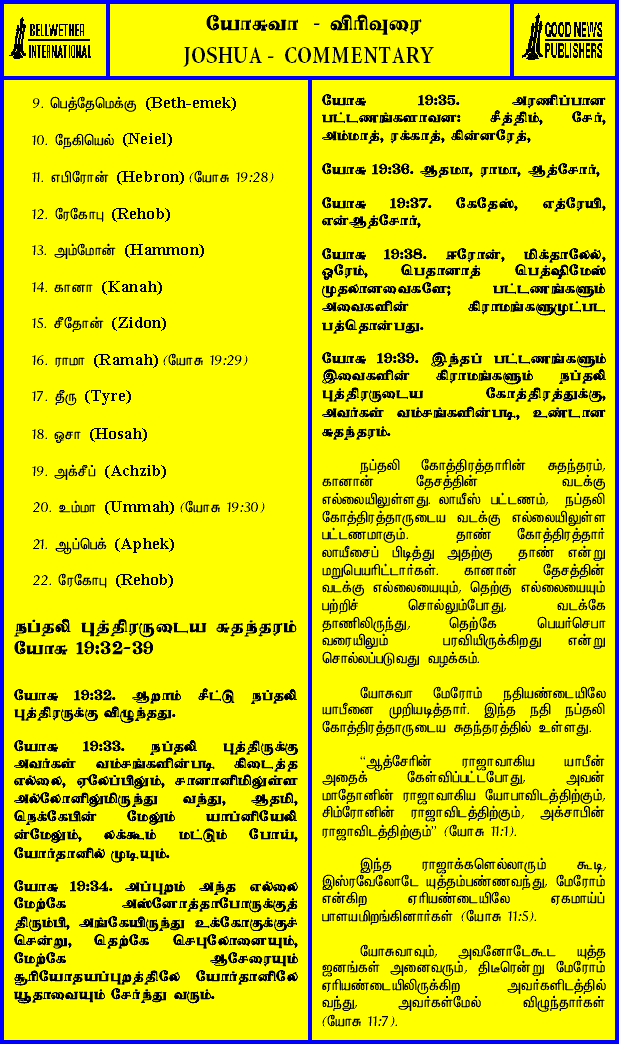 BELLWETHER
INTERNATIONAL
யோசுவா - விரிவுரை
JOSHUA - COMMENTARY
GOOD NEWS
PUBLISHERS
9. பெத்தேமெக்கு (Beth-emek)
10. நேகியெல் (Neiel)
11. எபிரோன் (Hebron) (யோசு 19:28)
12. ரேகோபு (Rehob)
13. அம்மோன் (Hammon)
14. கானா (Kanah)
15. சீதோன் (Zidon)
16. ராமா (Ramah) (யோசு 19:29)
17. தீரு (Tyre)
18. ஓசா (Hosah)
19. அக்சீப் (Achzib)
20. உம்மா (Ummah) (யோசு 19:30)
21. ஆப்பெக் (Aphek)
22. ரேகோபு (Rehob)
நப்தலி புத்திரருடைய சுதந்தரம்
யோசு 19:32-39
யோசு 19:32. ஆறாம் சீட்டு நப்தலி
புத்திரருக்கு விழுந்தது.
யோசு 19:33. நப்தலி புத்திருக்கு
அவர்கள் வம்சங்களின்படி கிடைத்த
எல்லை, ஏலேப்பிலும், சானானிமிலுள்ள
அல்லோனிலுமிருந்து வந்து, ஆதமி,
நெக்கேபின் மேலும் யாப்னியேலி
ன்மேலும், லக்கூம் மட்டும் போய்,
யோர்தானில் முடியும்.
யோசு 19:34. அப்புறம் அந்த எல்லை
மேற்கே அஸ்னோத்தாபோருக்குத்
திரும்பி, அங்கேயிருந்து உக்கோகுக்குச்
சென்று, தெற்கே செபுலோனையும்,
மேற்கே ஆசேரையும்
சூரியோதயப்புறத்திலே யோர்தானிலே
யூதாவையும் சேர்ந்து வரும்.
யோசு 19:35. அரணிப்பான
பட்டணங்களாவன: சீத்திம், சேர்,
அம்மாத், ரக்காத், கின்னரேத்,
யோசு 19:36. ஆதமா, ராமா, ஆத்சோர்,
யோசு 19:37. கேதேஸ், எத்ரேயி,
என்ஆத்சோர்,
யோசு 19:38. ஈரோன், மிக்தாலேல்,
ஓரேம், பெதானாத் பெத்ஷிமேஸ்
முதலானவைகளே; பட்டணங்களும்
அவைகளின் கிராமங்களுமுட்பட
பத்தொன்பது.
யோசு 19:39. இந்தப் பட்டணங்களும்
இவைகளின் கிராமங்களும் நப்தலி
புத்திரருடைய கோத்திரத்துக்கு,
அவர்கள் வம்சங்களின்படி, உண்டான
சுதந்தரம்.
நப்தலி கோத்திரத்தாரின் சுதந்தரம்,
கானான் தேசத்தின் வடக்கு
எல்லையிலுள்ளது. லாயீஸ் பட்டணம், நப்தலி
கோத்திரத்தாருடைய வடக்கு எல்லையிலுள்ள
பட்டணமாகும். தாண் கோத்திரத்தார்
லாயீசைப் பிடித்து அதற்கு தாண் என்று
மறுபெயரிட்டார்கள். கானான் தேசத்தின்
வடக்கு எல்லையையும், தெற்கு எல்லையையும்
பற்றிச் சொல்லும்போது, வடக்கே
தாணிலிருந்து, தெற்கே பெயர்செபா
வரையிலும் பரவியிருக்கிறது என்று
சொல்லப்படுவது வழக்கம்.
யோசுவா மேரோம் நதியண்டையிலே
யாபீனை முறியடித்தார். இந்த நதி நப்தலி
கோத்திரத்தாருடைய சுதந்தரத்தில் உள்ளது.
“ஆத்சேரின் ராஜாவாகிய யாபீன்
அதைக் கேள்விப்பட்டபோது, அவன்
மாதோனின் ராஜாவாகிய யோபாவிடத்திற்கும்,
சிம்ரோனின் ராஜாவிடத்திற்கும், அக்சாபின்
ராஜாவிடத்திற்கும்” (யோசு 11:1).
இந்த ராஜாக்களெல்லாரும் கூடி,
இஸ்ரவேலோடே யுத்தம்பண்ணவந்து, மேரோம்
என்கிற ஏரியண்டையிலே ஏகமாய்ப்
பாளயமிறங்கினார்கள் (யோசு 11:5).
யோசுவாவும், அவனோடேகூட யுத்த
ஜனங்கள் அனைவரும், திடீரென்று மேரோம்
ஏரியண்டையிலிருக்கிற அவர்களிடத்தில்
வந்து, அவர்கள்மேல் விழுந்தார்கள்
(யோசு 11:7).